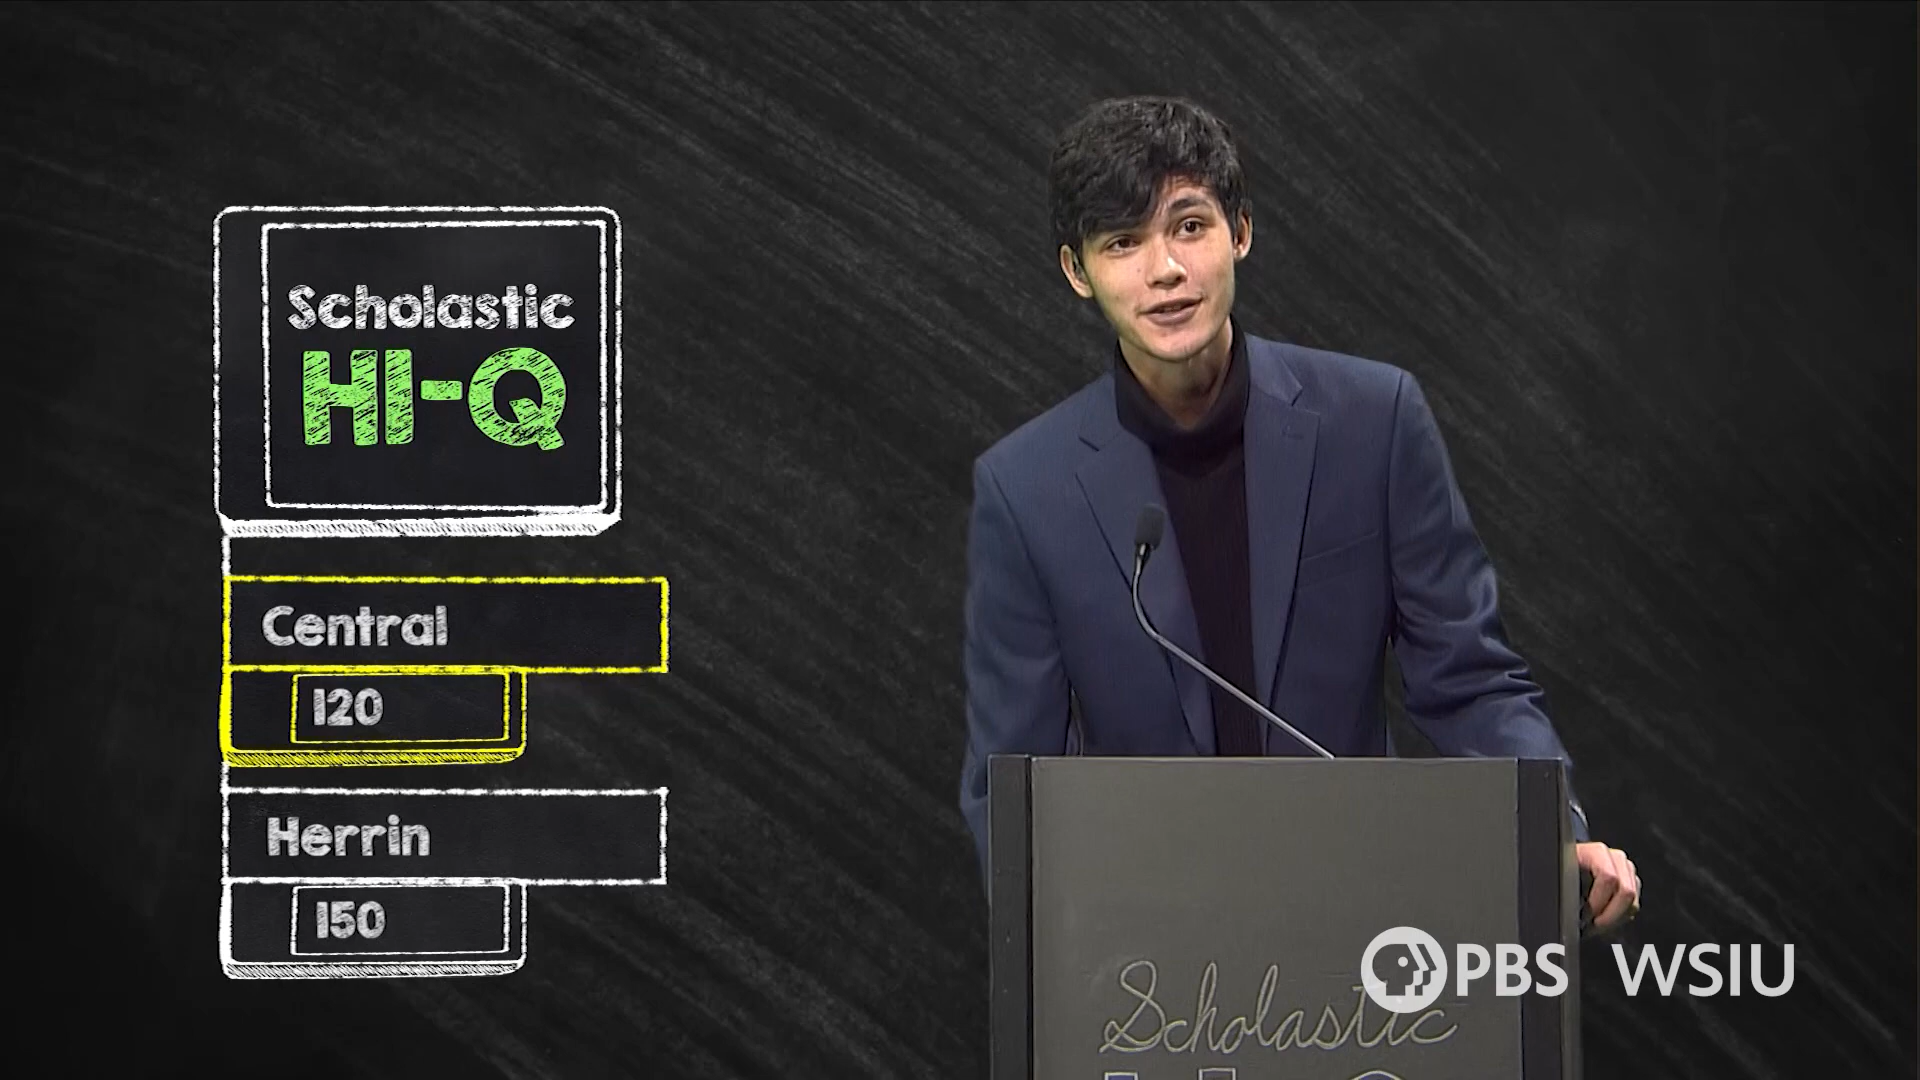 Scholastic
HI-Q
Central
120
Herrin
150
PBS WSIU
Scholastic